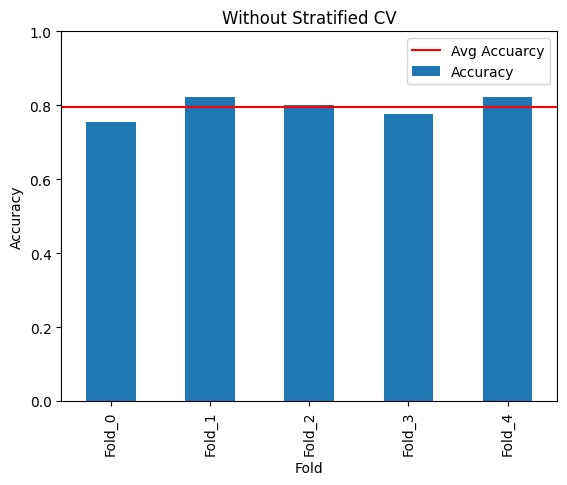 Without Stratified CV
1.0
0.8
0.6
0.4
0.2
0.0
Accuracy
Avg Accuarcy
Accuracy
Fold_0
Fold_1
Fold_2
Fold_3
Fold_4
Fold